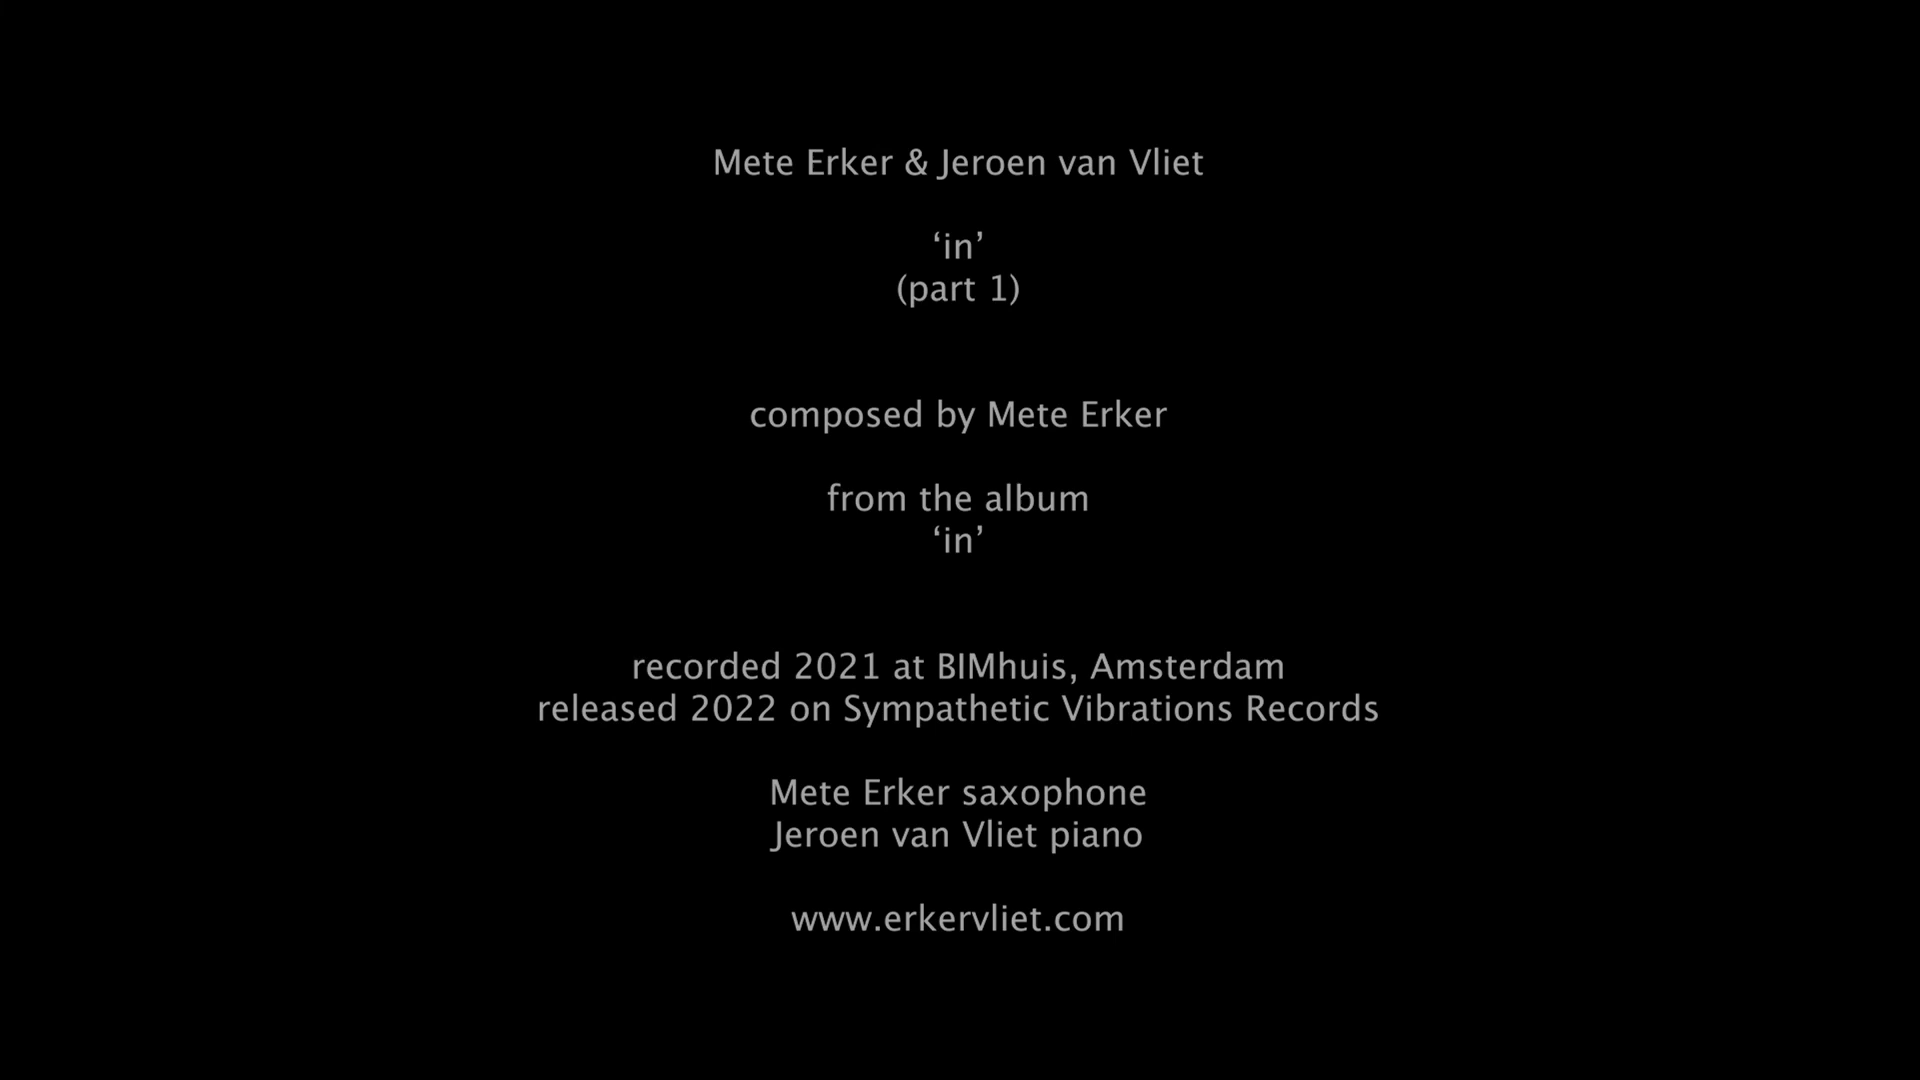 Mete Erker & Jeroen van Vliet
‘in’
(part 1)
composed by Mete Erker
from the album
‘in’
recorded 2021 at BIMhuis, Amsterdam
released 2022 on Sympathetic Vibrations Records
Mete Erker saxophone
Jeroen van Vliet piano
www.erkervliet.com